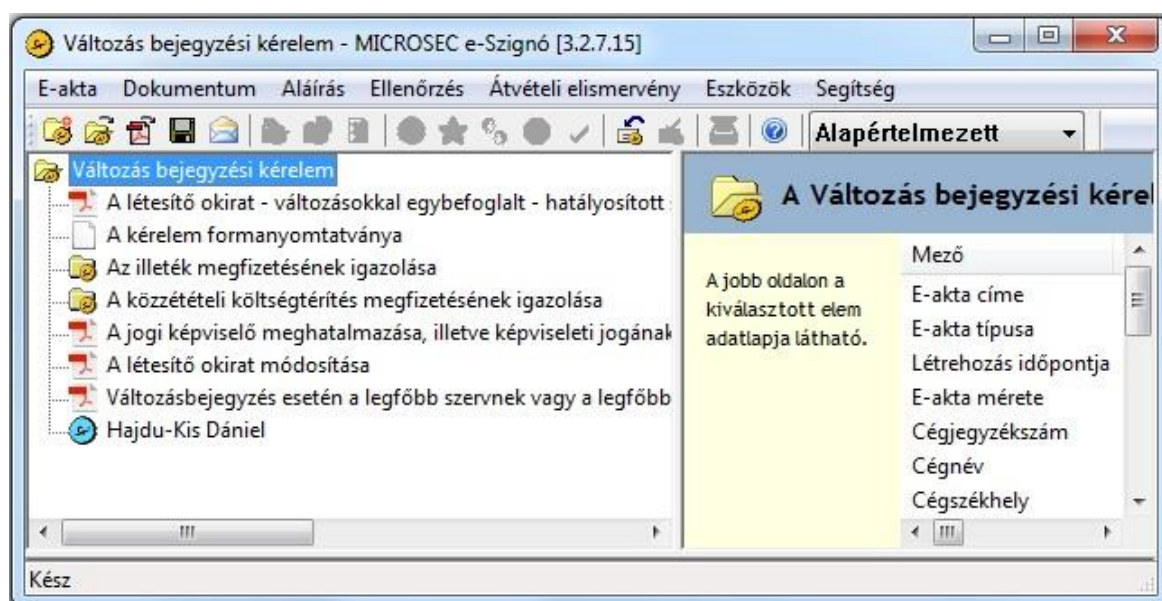 Változás bejegyzési kérelem - MICROSEC e-Szignó [3.2.7.15]
E-akta Dokumentum Aláírás Ellenőrzés Átvételi elismervény Eszközök Segítség
Alapértelmezett
Változás bejegyzési kérelem
A létesítő okirat - változásokkal egybefoglalt - hatályosított
A kérelem formanyomtatványa
Az illeték megfizetésének igazolása
A közzétételi költségtérítés megfizetésének igazolása
A jogi képviselő meghatalmazása, illetve képviseleti jogának
A létesítő okirat módosítása
Változásbejegyzés esetén a legfőbb szervnek vagy a legfőbb
Hajdu-Kis Dániel
A Változás bejegyzési kérel
A jobb oldalon a
kiválasztott elem
adatlapja látható.
Mező
E-akta címe
E-akta típusa
Létrehozás időpontja
E-akta mérete
Cégjegyzékszám
Cégnév
Cégszékhely
Kész